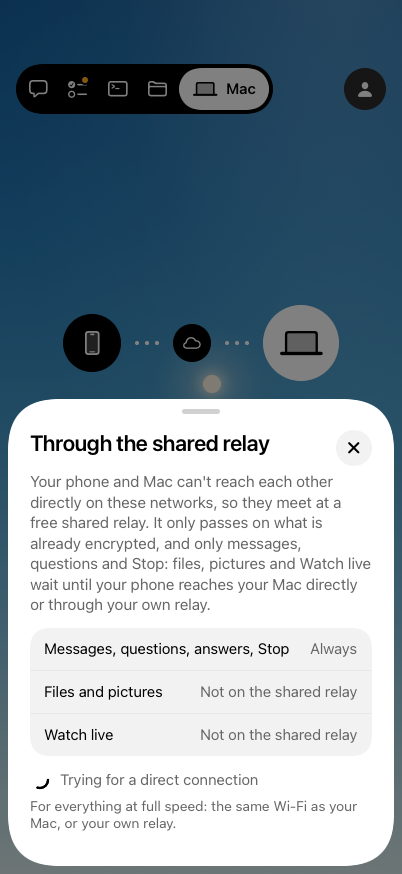 Mac
Through the shared relay
Your phone and Mac can't reach each other
directly on these networks, so they meet at a
free shared relay. It only passes on what is
already encrypted, and only messages,
questions and Stop: files, pictures and Watch live
wait until your phone reaches your Mac directly
or through your own relay.
Messages, questions, answers, Stop Always
Files and pictures Not on the shared relay
Watch live Not on the shared relay
Trying for a direct connection
For everything at full speed: the same Wi-Fi as your
Mac, or your own relay.